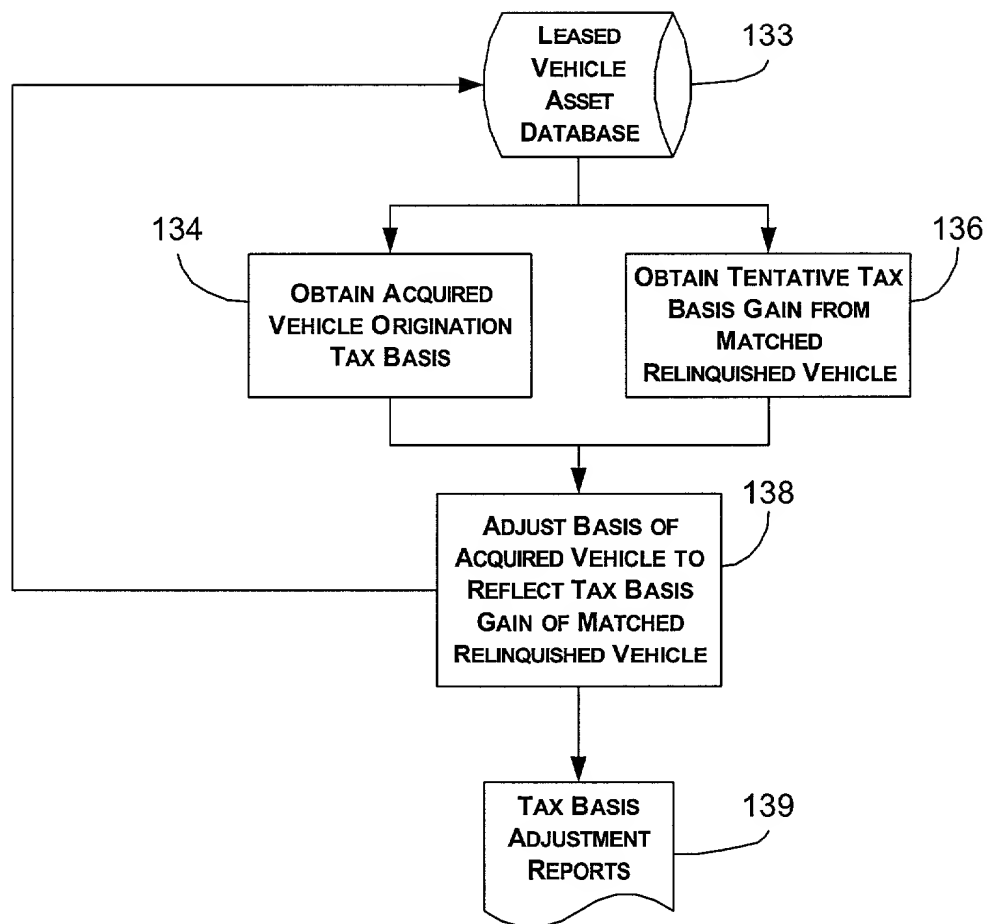 LEASED
VEHICLE
ASSET
DATABASE
133
134
136
OBTAIN ACQUIRED
VEHICLE ORIGINATION
TAX BASIS
OBTAIN TENTATIVE TAX
BASIS GAIN FROM
MATCHED
RELINQUISHED VEHICLE
138
ADJUST BASIS OF
ACQUIRED VEHICLE TO
REFLECT TAX BASIS
GAIN OF MATCHED
RELINQUISHED VEHICLE
TAX BASIS
ADJUSTMENT
REPORTS
139